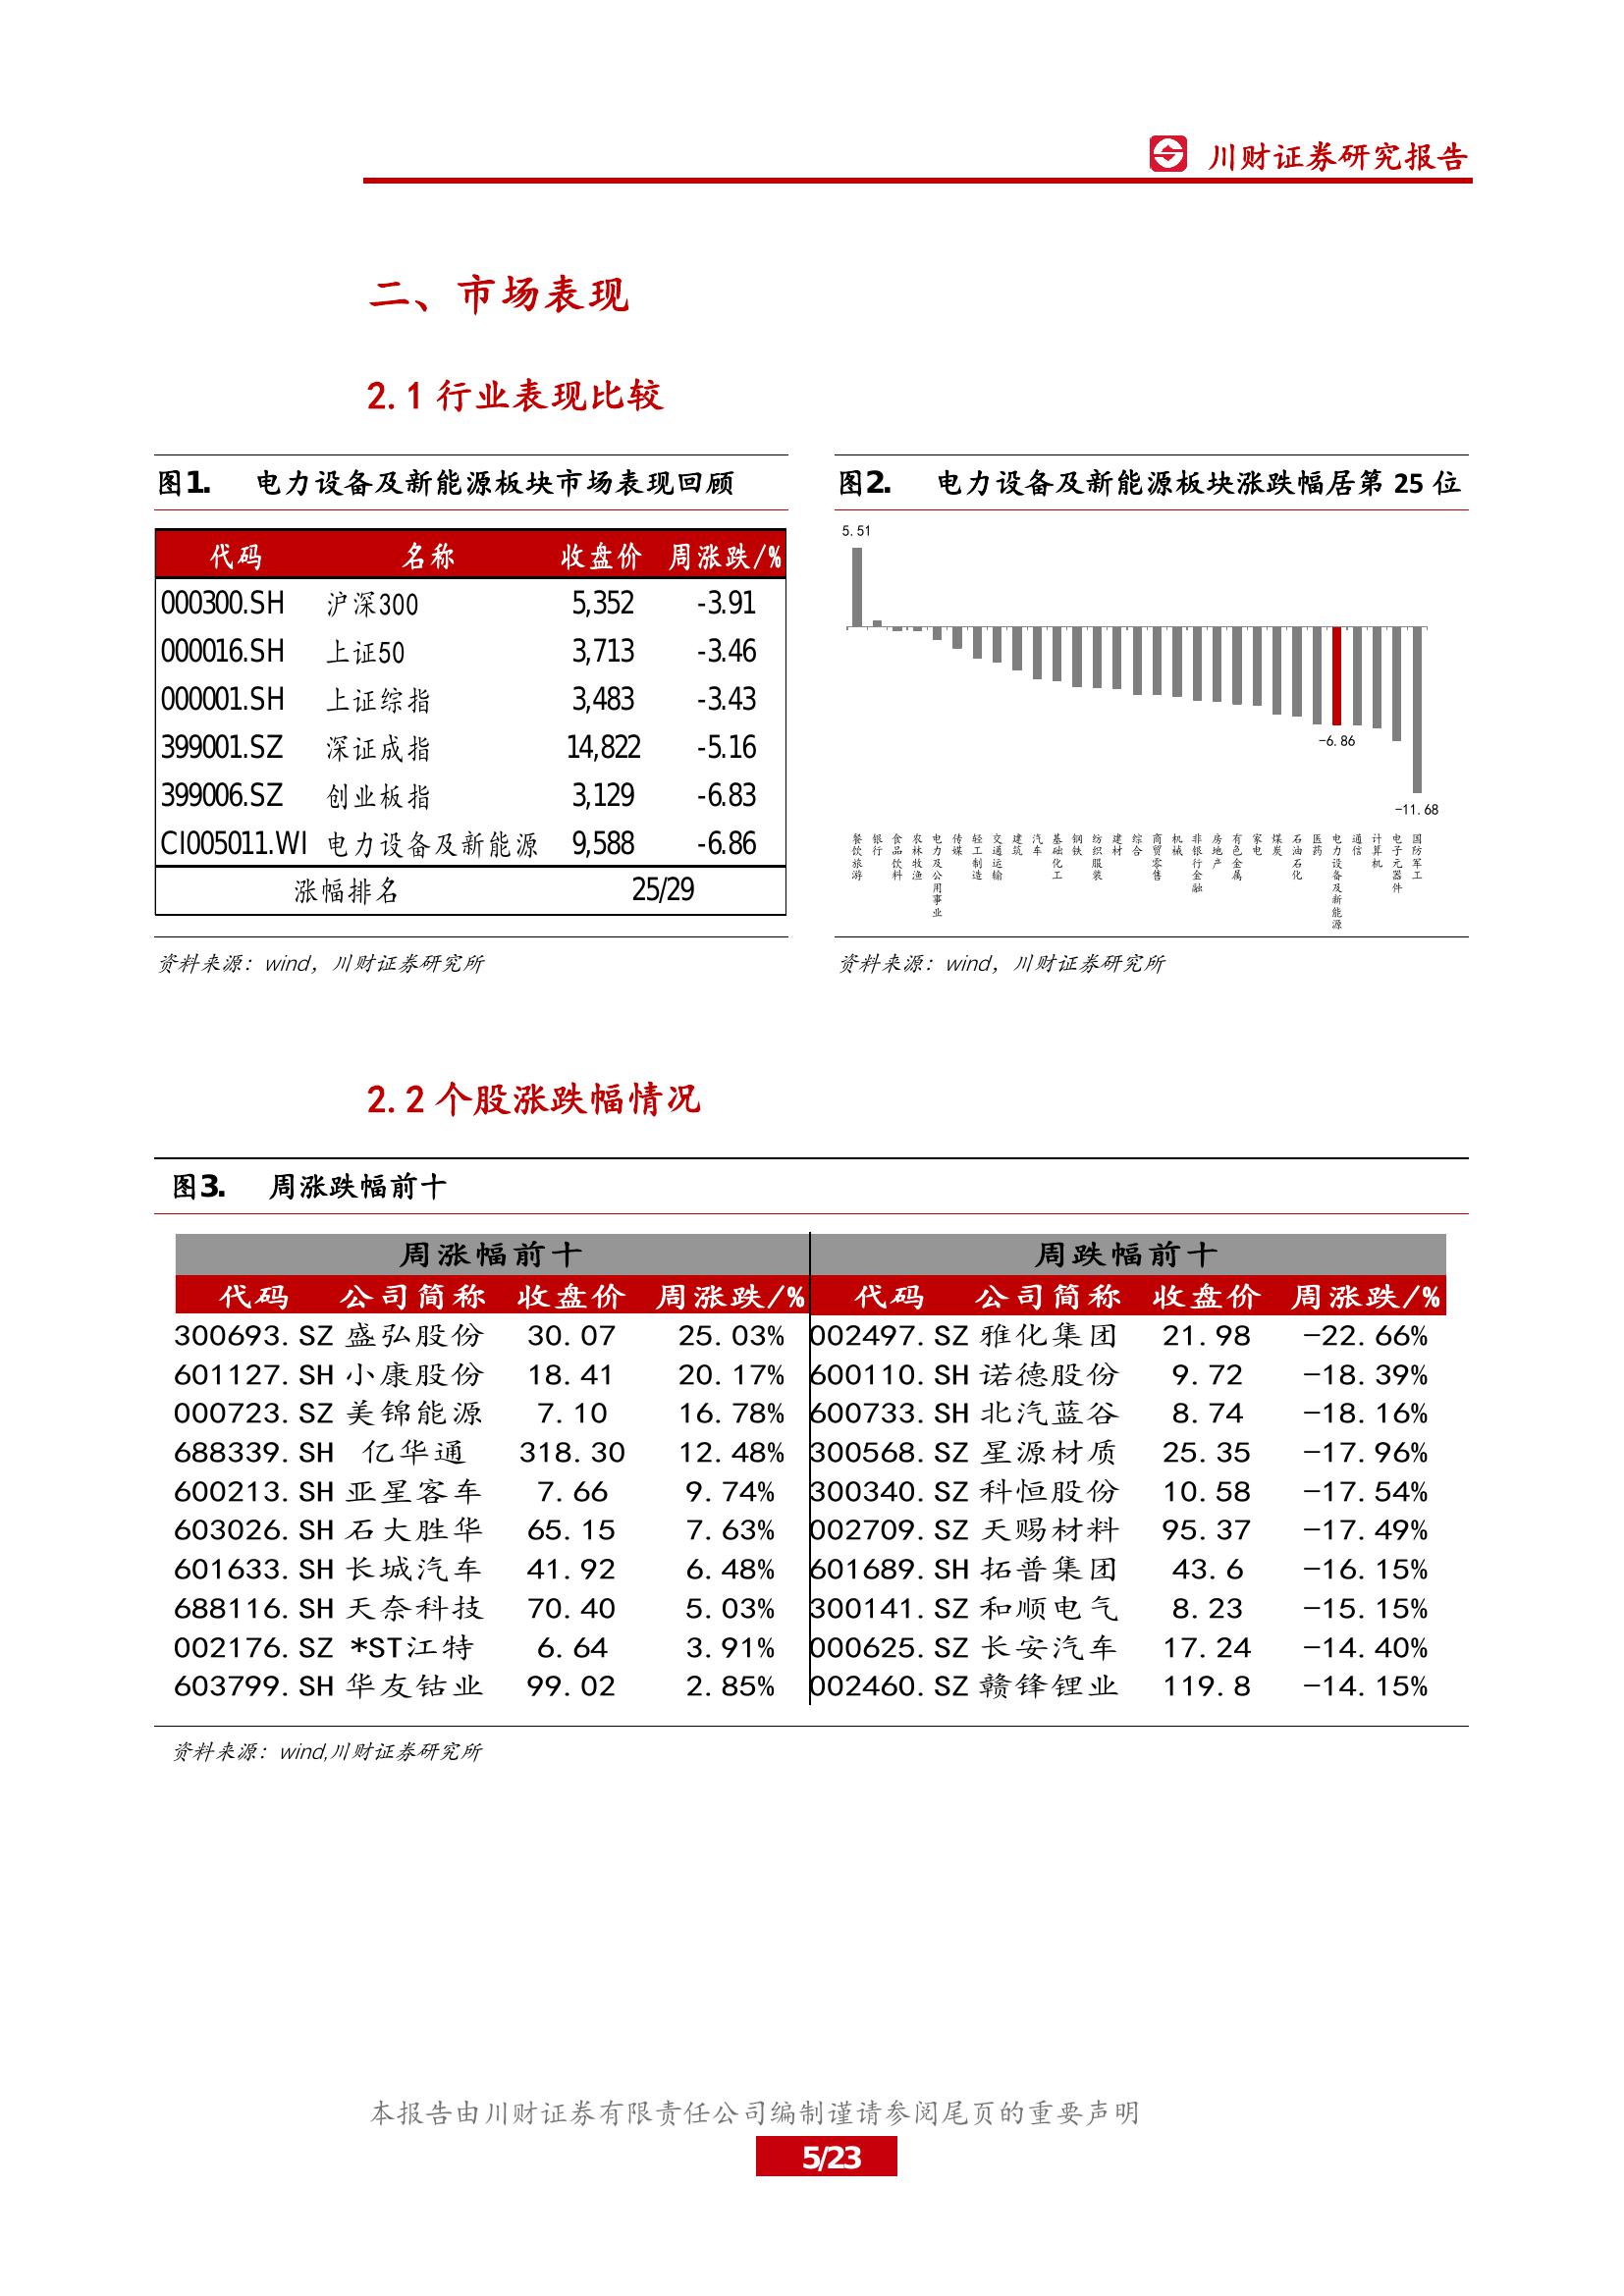 川财证券研究报告
二、市场表现
2.1 行业表现比较
图1. 电力设备及新能源板块市场表现回顾
代码 名称 收盘价 周涨跌/%
000300.SH 沪深300 5,352 -3.91
000016.SH 上证50 3,713 -3.46
000001.SH 上证综指 3,483 -3.43
399001.SZ 深证成指 14,822 -5.16
399006.SZ 创业板指 3,129 -6.83
CI005011.WI 电力设备及新能源 9,588 -6.86
涨幅排名 25/29
资料来源：wind，川财证券研究所
图2. 电力设备及新能源板块涨跌幅居第 25 位
5.51
-6.86
-11.68
餐饮旅游
银行
食品饮料
农林牧渔
电力及公用事业
传媒
轻工制造
交通运输
建筑
汽车
基础化工
钢铁
纺织服装
建材
综合
商贸零售
机械
非银行金融
房地产
有色金属
家电
煤炭
石油石化
医药
电力设备及新能源
通信
计算机
电子元器件
国防军工
资料来源：wind，川财证券研究所
2.2 个股涨跌幅情况
图3. 周涨跌幅前十
周涨幅前十 周跌幅前十
代码 公司简称 收盘价 周涨跌/% 代码 公司简称 收盘价 周涨跌/%
300693.SZ 盛弘股份 30.07 25.03% 002497.SZ 雅化集团 21.98 -22.66%
601127.SH 小康股份 18.41 20.17% 600110.SH 诺德股份 9.72 -18.39%
000723.SZ 美锦能源 7.10 16.78% 600733.SH 北汽蓝谷 8.74 -18.16%
688339.SH 亿华通 318.30 12.48% 300568.SZ 星源材质 25.35 -17.96%
600213.SH 亚星客车 7.66 9.74% 300340.SZ 科恒股份 10.58 -17.54%
603026.SH 石大胜华 65.15 7.63% 002709.SZ 天赐材料 95.37 -17.49%
601633.SH 长城汽车 41.92 6.48% 601689.SH 拓普集团 43.6 -16.15%
688116.SH 天奈科技 70.40 5.03% 300141.SZ 和顺电气 8.23 -15.15%
002176.SZ *ST江特 6.64 3.91% 000625.SZ 长安汽车 17.24 -14.40%
603799.SH 华友钴业 99.02 2.85% 002460.SZ 赣锋锂业 119.8 -14.15%
资料来源：wind,川财证券研究所
本报告由川财证券有限责任公司编制谨请参阅尾页的重要声明
5/23